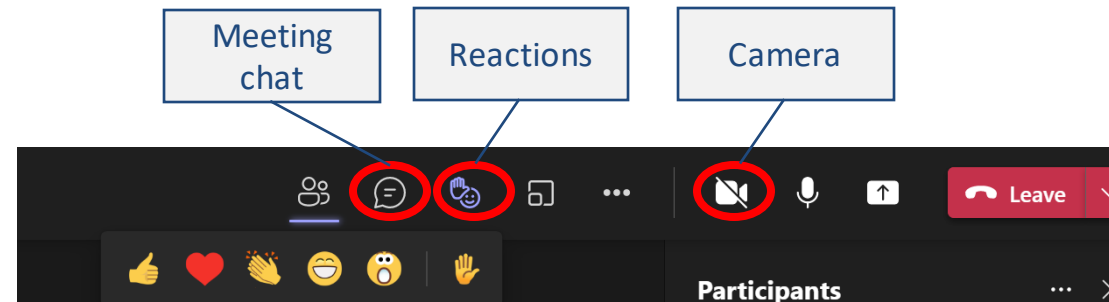 Meeting
chat
Reactions
Camera
Leave
Participants